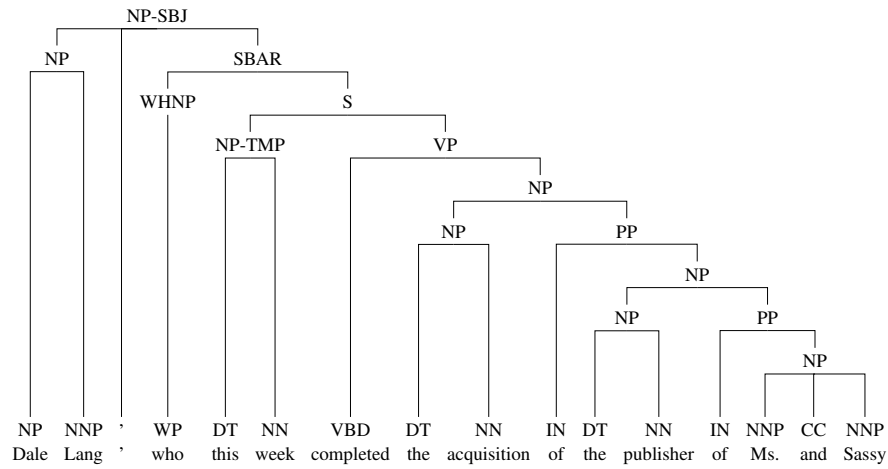 NP-SBJ
NP SBAR
WHNP S
NP-TMP VP
NP
NP PP
NP
NP PP
NP
NP NNP , WP DT NN VBD DT NN IN DT NN IN NNP CC NNP
Dale Lang , who this week completed the acquisition of the publisher of Ms. and Sassy